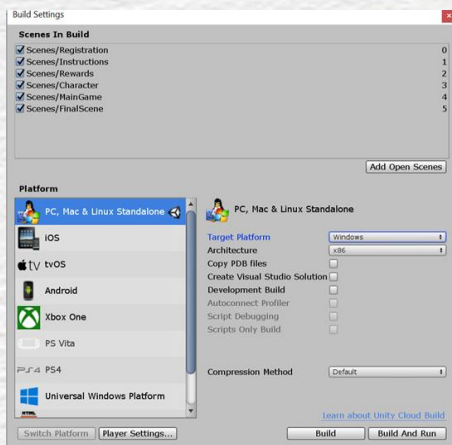 Build Settings
Scenes In Build
Scenes/Registration 0
Scenes/Instructions 1
Scenes/Rewards 2
Scenes/Character 3
Scenes/MainGame 4
Scenes/FinalScene 5
Add Open Scenes
Platform
PC, Mac & Linux Standalone
iOS
tv tvOS
Android
Xbox One
PS Vita
PS4 PS4
Universal Windows Platform
HTML
PC, Mac & Linux Standalone
Target Platform Windows
Architecture x86
Copy PDB files
Create Visual Studio Solution
Development Build
Autoconnect Profiler
Script Debugging
Scripts Only Build
Compression Method Default
Learn about Unity Cloud Build
Switch Platform Player Settings... Build Build And Run